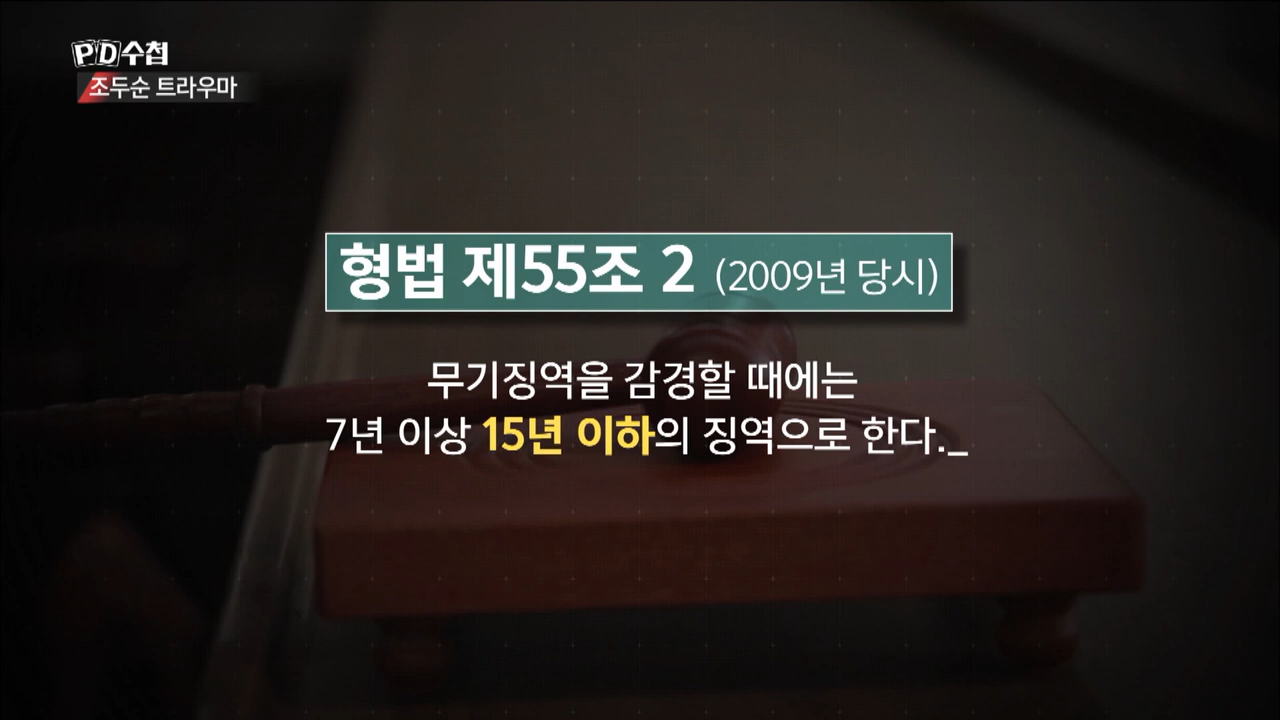 PD수첩
조두순 트라우마
형법 제55조 2 (2009년 당시)
무기징역을 감경할 때에는
7년 이상 15년 이하의 징역으로 한다._